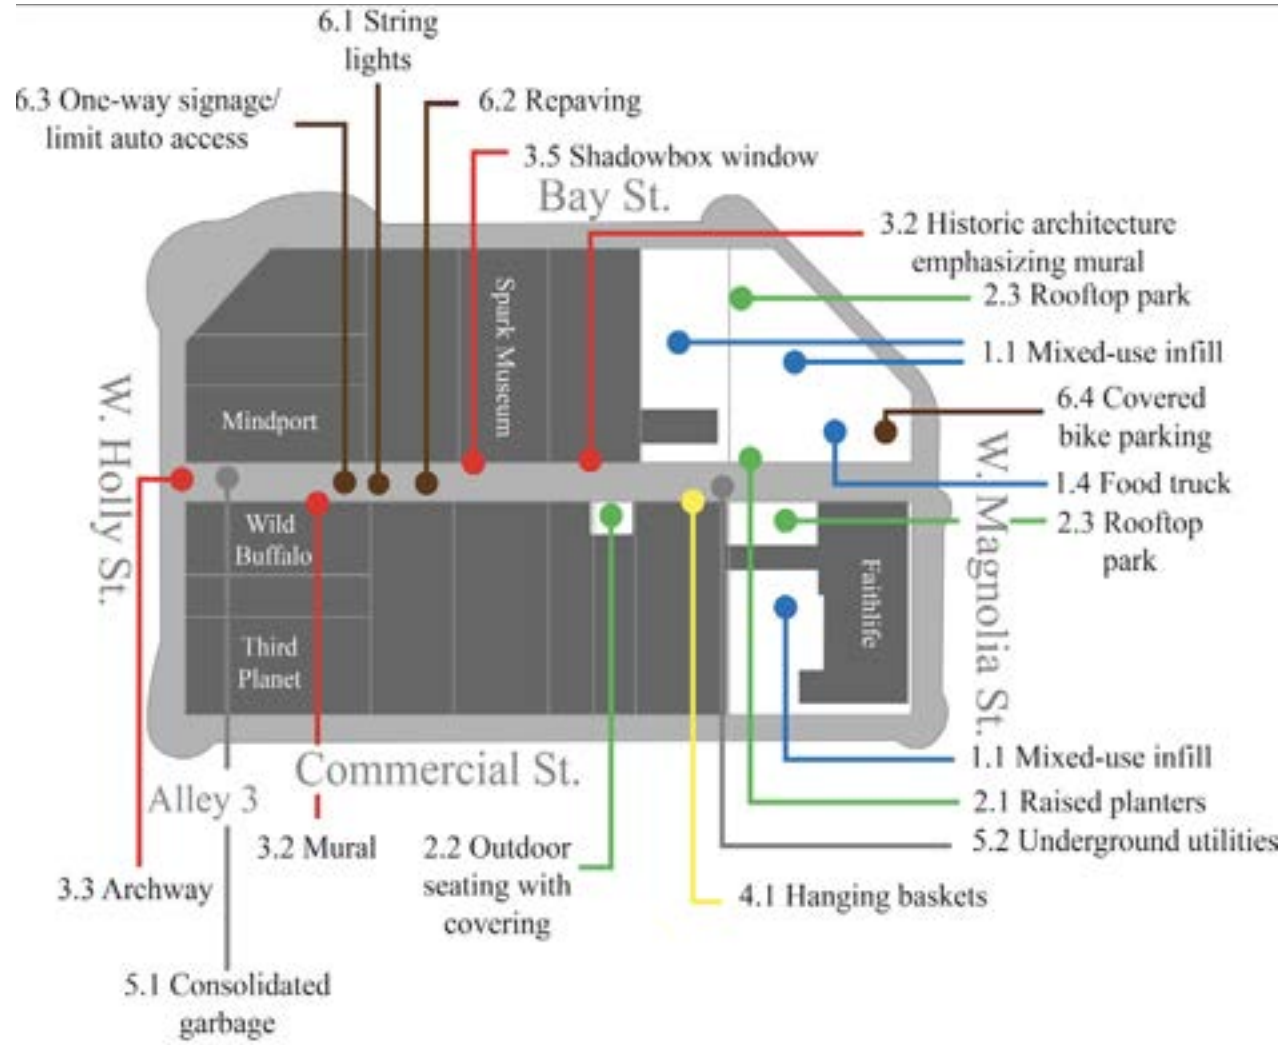 6.1 String
lights
6.3 One-way signage/
limit auto access
6.2 Repaving
3.5 Shadowbox window
Bay St.
3.2 Historic architecture
emphasizing mural
2.3 Rooftop park
1.1 Mixed-use infill
6.4 Covered
bike parking
1.4 Food truck
2.3 Rooftop
park
W. Holly St.
W. Magnolia St.
Spark Museum
Mindport
Wild
Buffalo
Third
Planet
Faithlife
Commercial St.
Alley 3
1.1 Mixed-use infill
2.1 Raised planters
5.2 Underground utilities
4.1 Hanging baskets
2.2 Outdoor
seating with
covering
3.2 Mural
3.3 Archway
5.1 Consolidated
garbage